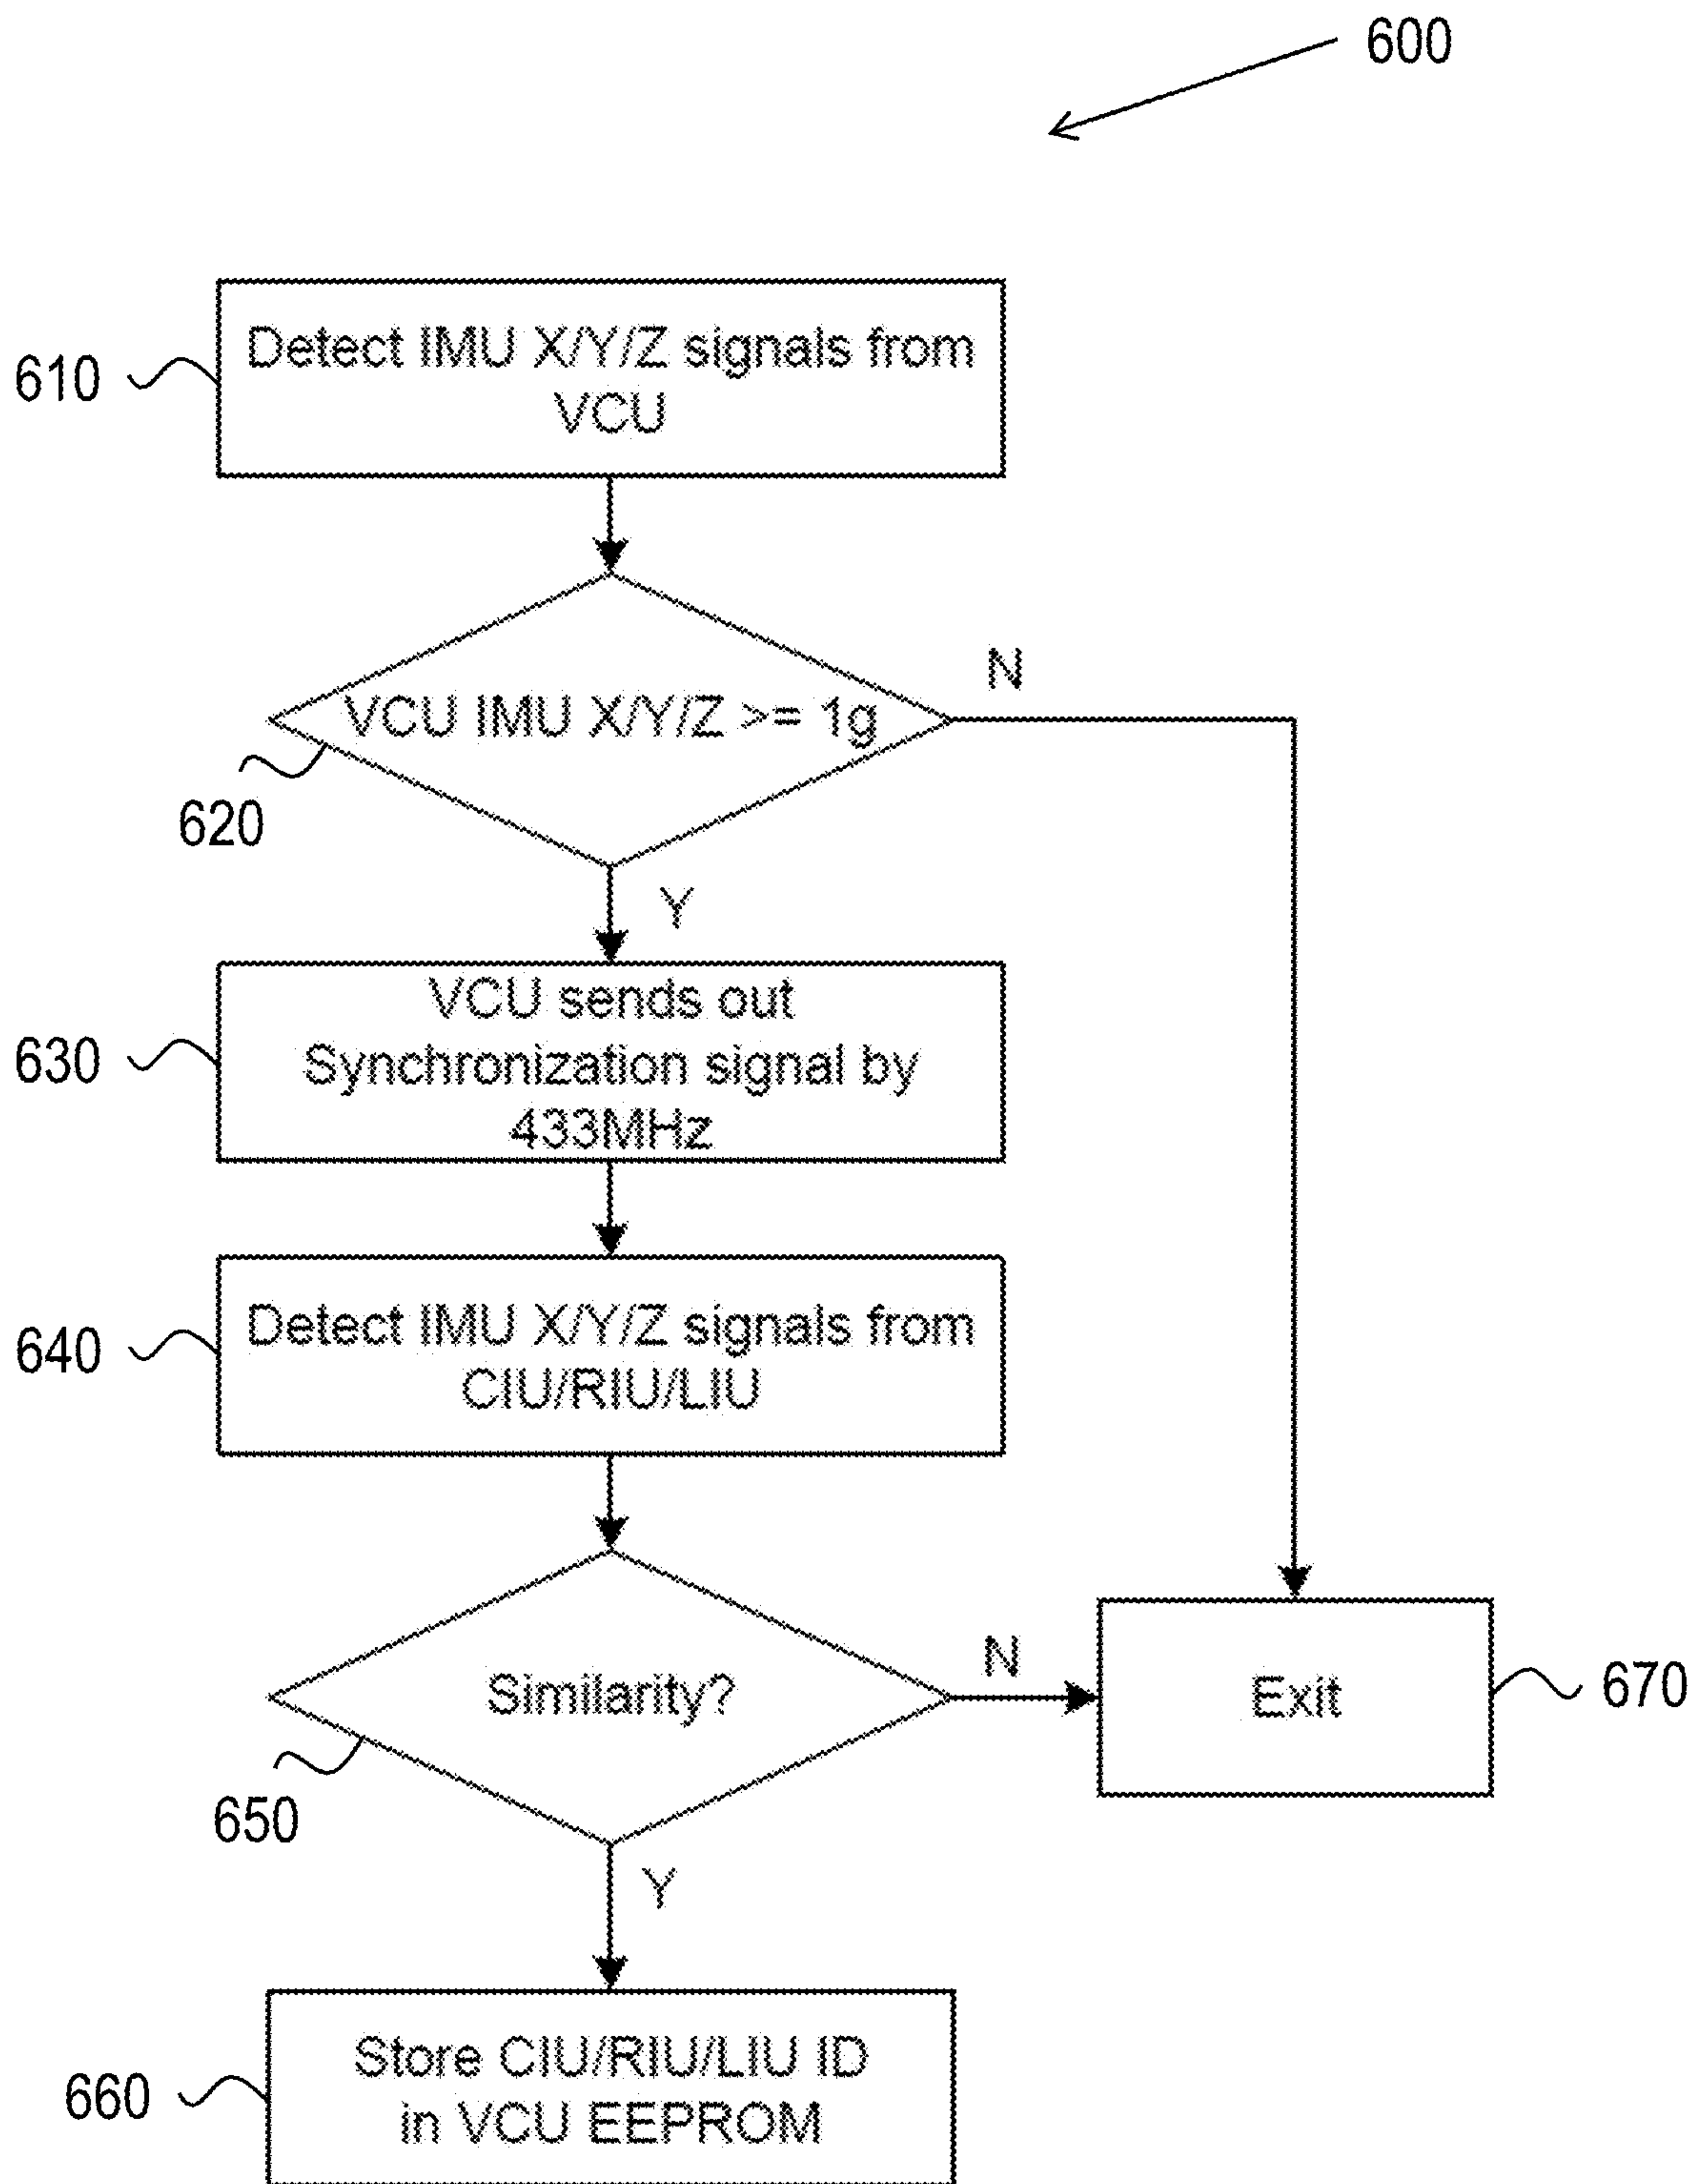 600
610
Detect IMU X/Y/Z signals from
VCU
VCU IMU X/Y/Z >= 1g
N
620
Y
630
VCU sends out
Synchronization signal by
433MHz
640
Detect IMU X/Y/Z signals from
CIU/RIU/LIU
Similarity?
N
Exit
670
650
Y
660
Store CIU/RIU/LIU ID
in VCU EEPROM